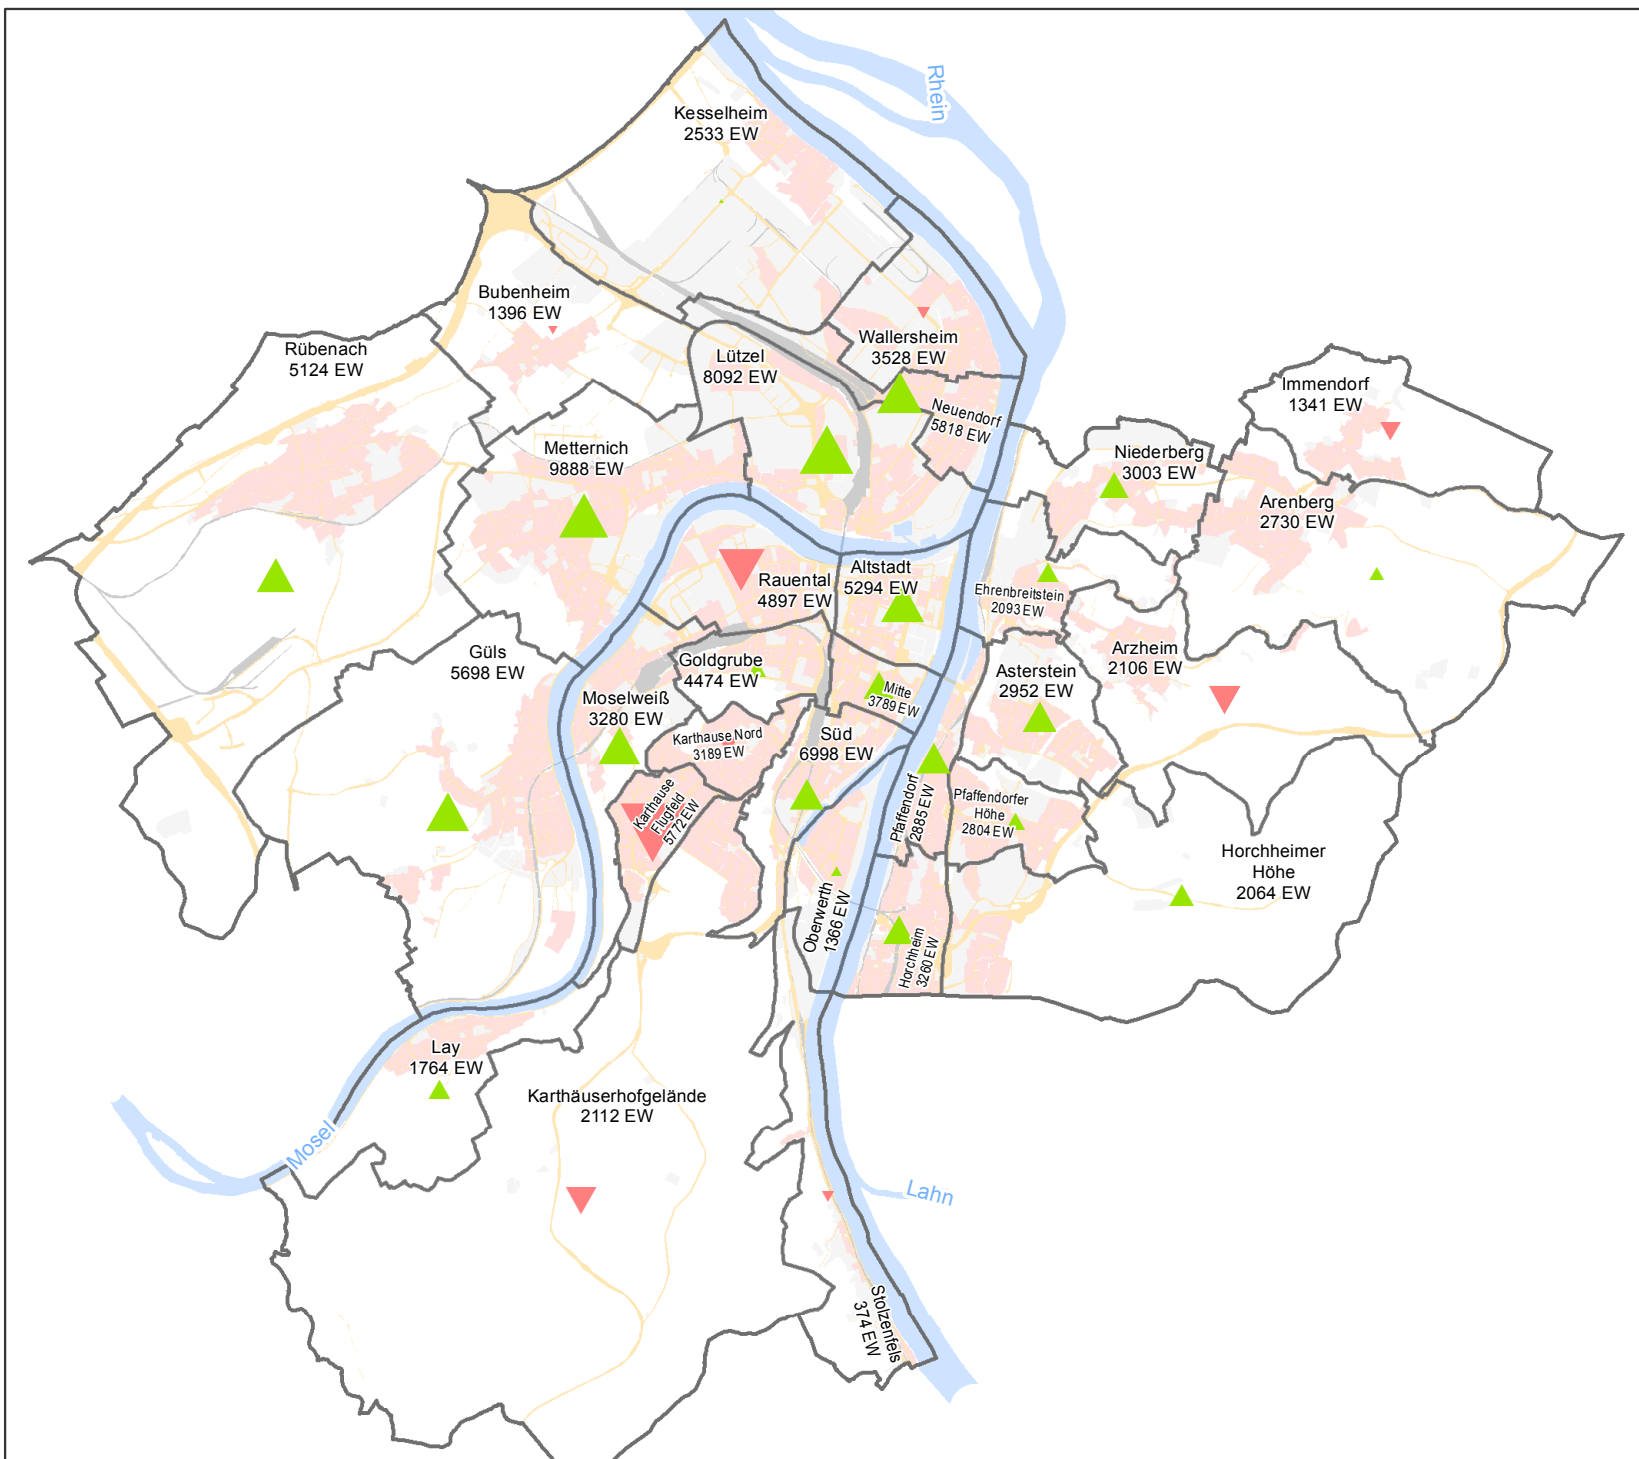 Rhein
Kesselheim
2533 EW
Bubenheim
1396 EW
Rübenach
5124 EW
Lützel
8092 EW
Wallersheim
3528 EW
Neuendorf
5818 EW
Immendorf
1341 EW
Metternich
9888 EW
Niederberg
3003 EW
Arenberg
2730 EW
Rauental
4897 EW
Altstadt
5294 EW
Ehrenbreitstein
2093 EW
Güls
5698 EW
Goldgrube
4474 EW
Arzheim
2106 EW
Asterstein
2952 EW
Moselweiß
3280 EW
Mitte
3789 EW
Karthause Nord
3189 EW
Süd
6998 EW
Karthause
Flugfeld
5772 EW
Pfaffendorf
2885 EW
Pfaffendorfer
Höhe
2804 EW
Horchheimer
Höhe
2064 EW
Oberwerth
1366 EW
Horchheim
3260 EW
Lay
1764 EW
Karthäuserhofgelände
2112 EW
Mosel
Lahn
Stolzenfels
374 EW